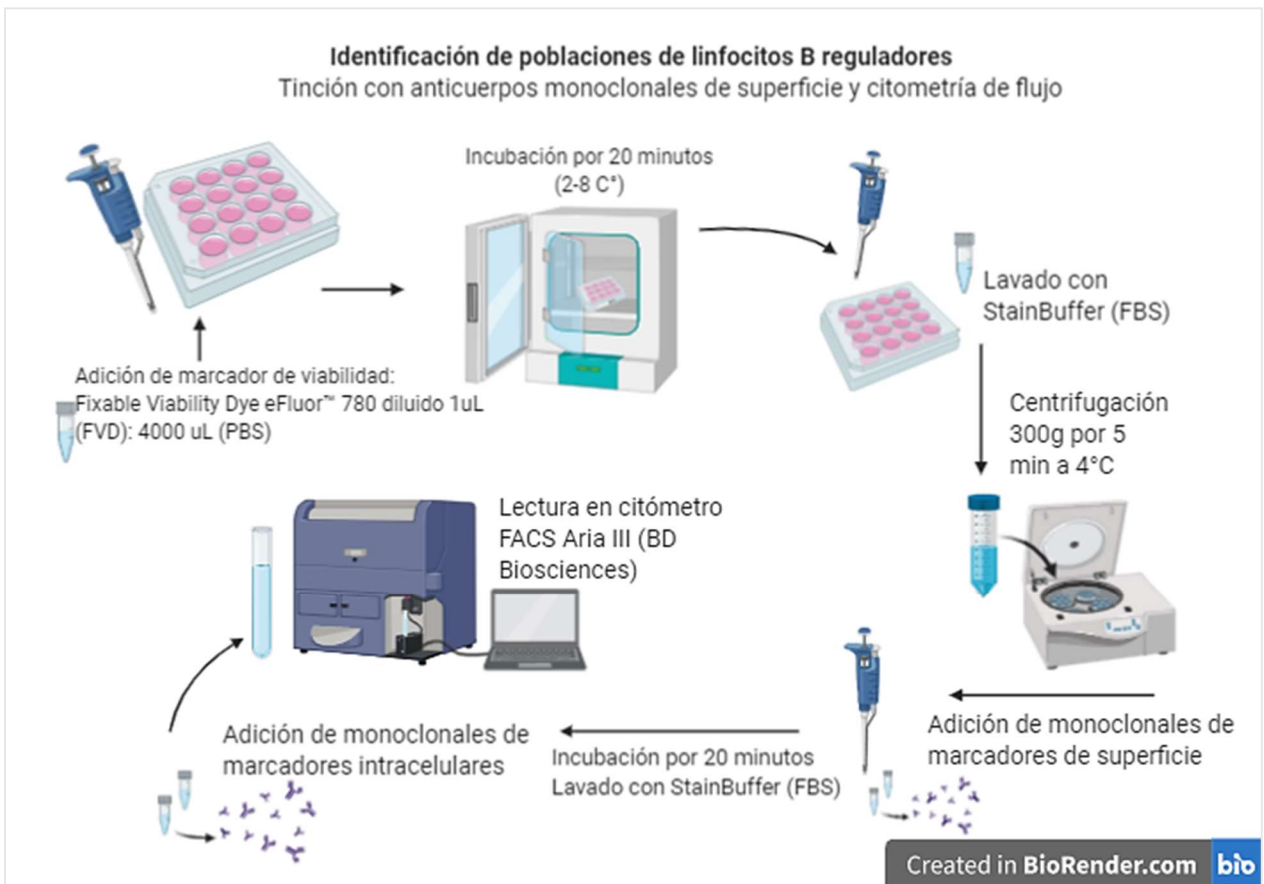 Identificación de poblaciones de linfocitos B reguladores
Tinción con anticuerpos monoclonales de superficie y citometría de flujo
Adición de marcador de viabilidad:
Fixable Viability Dye eFluor™ 780 diluido 1uL
(FVD): 4000 uL (PBS)
Incubación por 20 minutos
(2-8 C°)
Lavado con
StainBuffer (FBS)
Centrifugación
300g por 5
min a 4°C
Adición de monoclonales de
marcadores de superficie
Incubación por 20 minutos
Lavado con StainBuffer (FBS)
Adición de monoclonales de
marcadores intracelulares
Lectura en citómetro
FACS Aria III (BD
Biosciences)
Created in BioRender.com bio